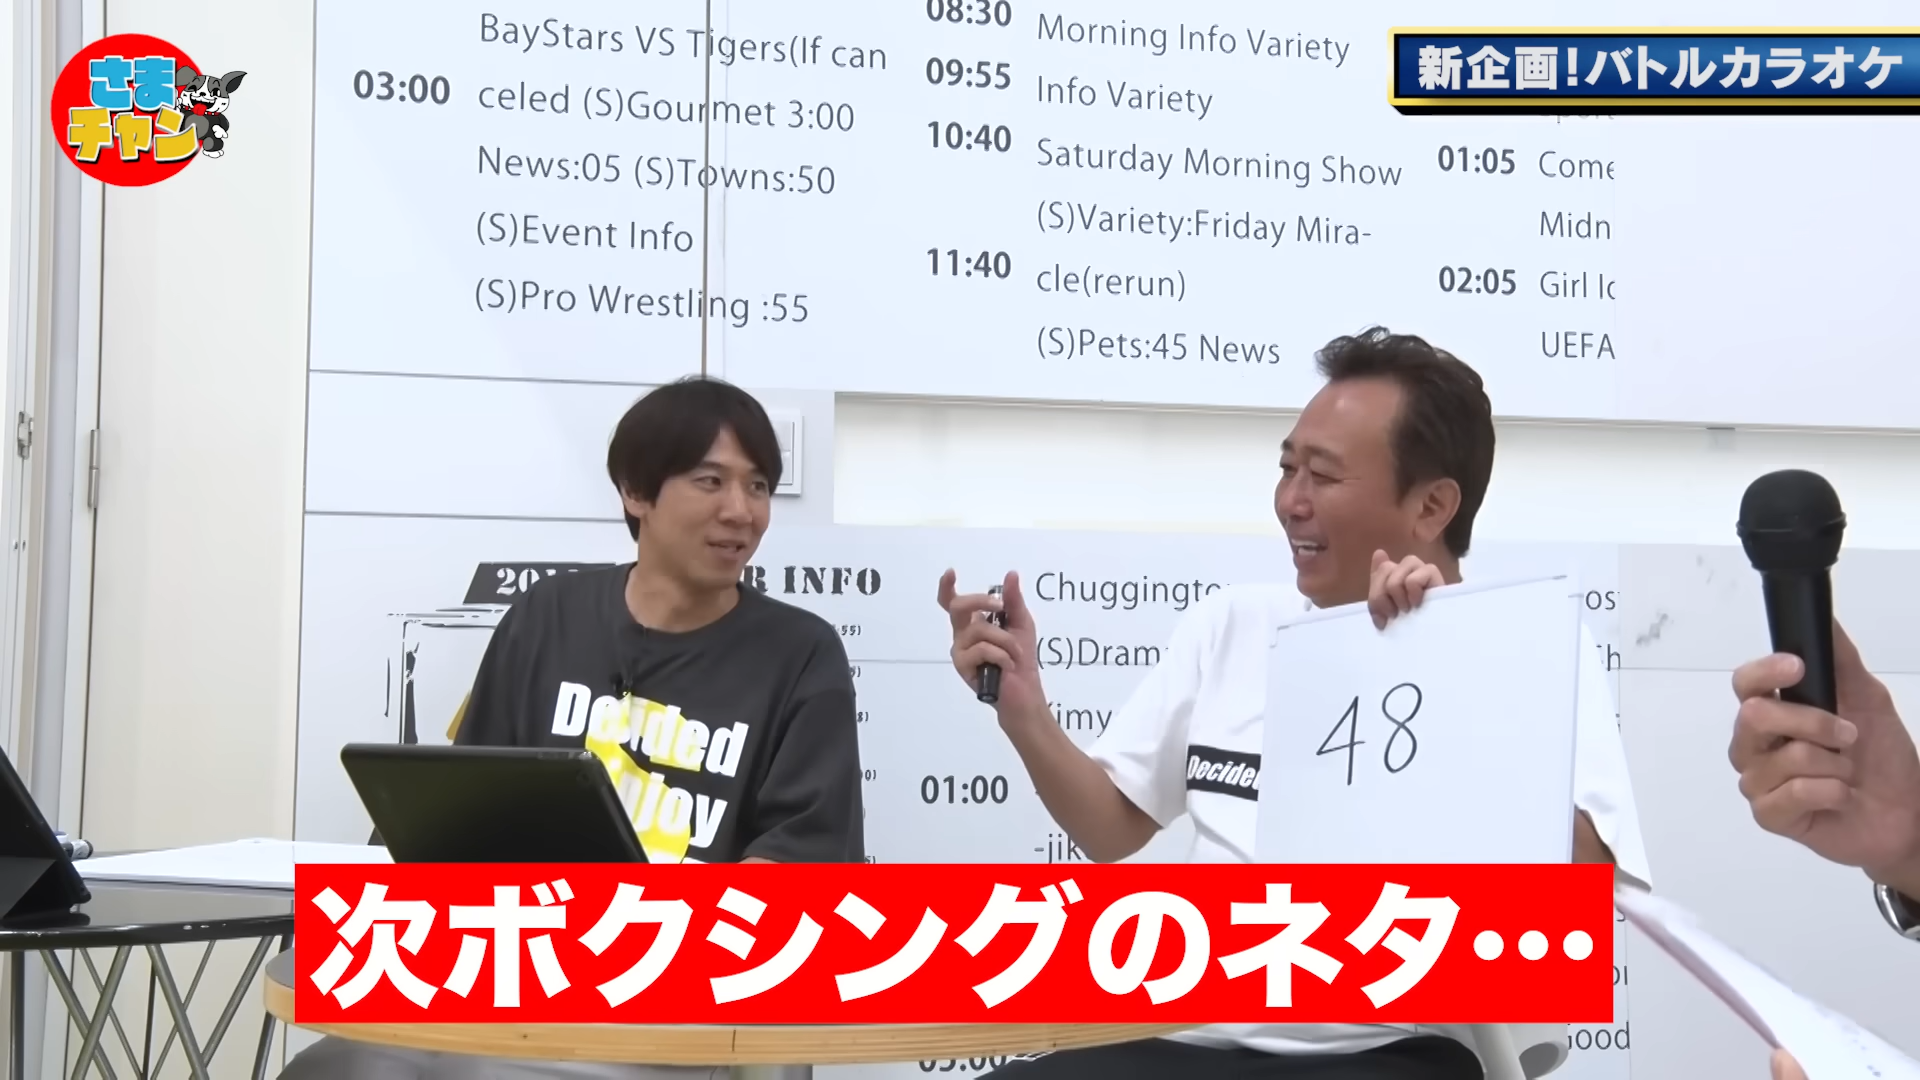 さま
チャン
新企画!バトルカラオケ
BayStars VS Tigers(If can
03:00 celed (S)Gourmet 3:00
News:05 (S)Towns:50
(S)Event Info
(S)Pro Wrestling :55
08:30 Morning Info Variety
09:55 Info Variety
10:40 Saturday Morning Show
(S)Variety:Friday Mira-
11:40 cle(rerun)
(S)Pets:45 News
01:05
02:05 Girl
UEFA
INFO
(S)
01:00
Decided
48
次ボクシングのネタ…